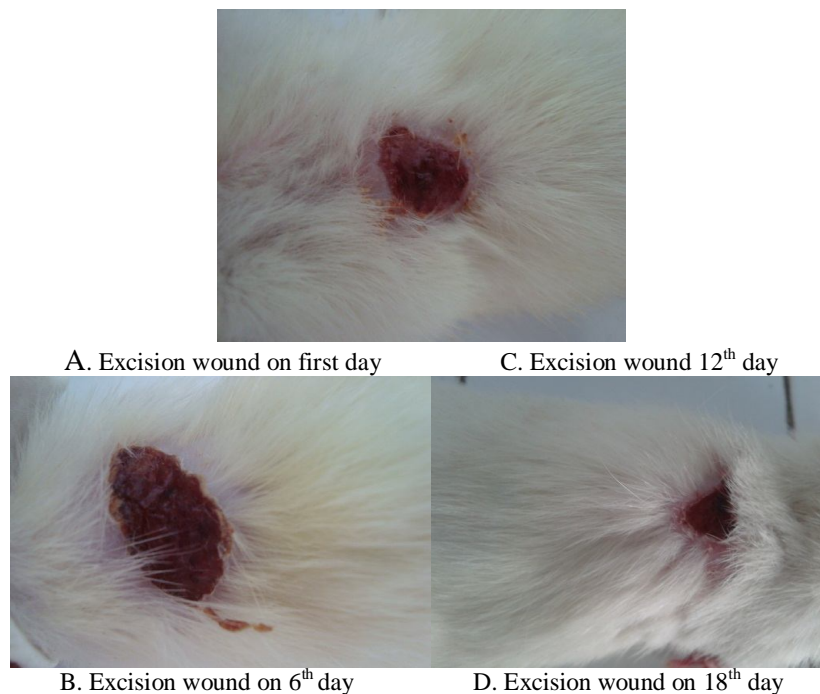 A. Excision wound on first day C. Excision wound 12th day
B. Excision wound on 6th day D. Excision wound on 18th day